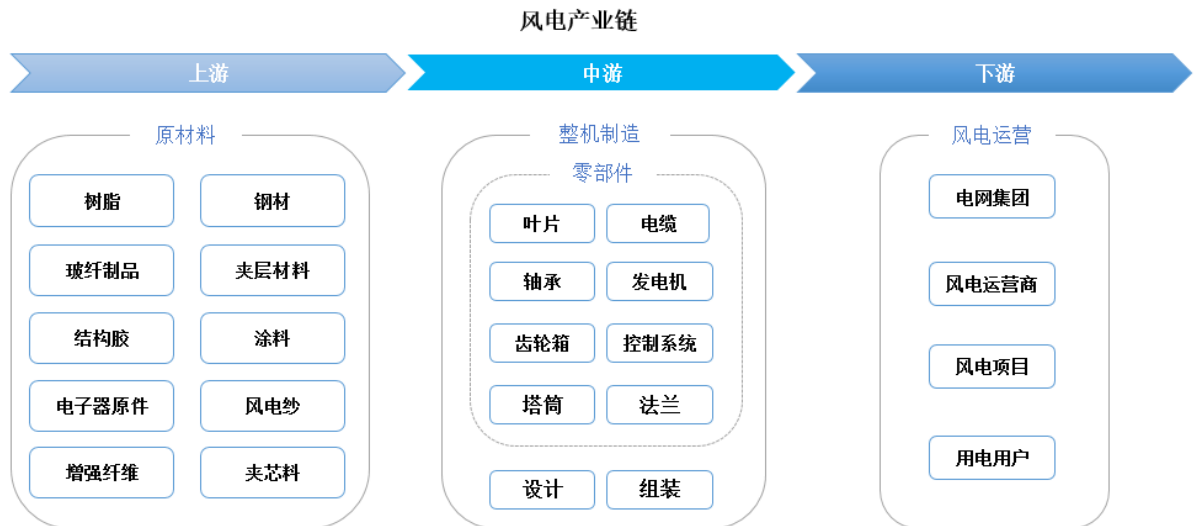 风电产业链
上游
中游
下游
原材料
树脂
钢材
玻纤制品
夹层材料
结构胶
涂料
电子器原件
风电纱
增强纤维
夹芯料
整机制造
零部件
叶片
电缆
轴承
发电机
齿轮箱
控制系统
塔筒
法兰
设计
组装
风电运营
电网集团
风电运营商
风电项目
用电用户